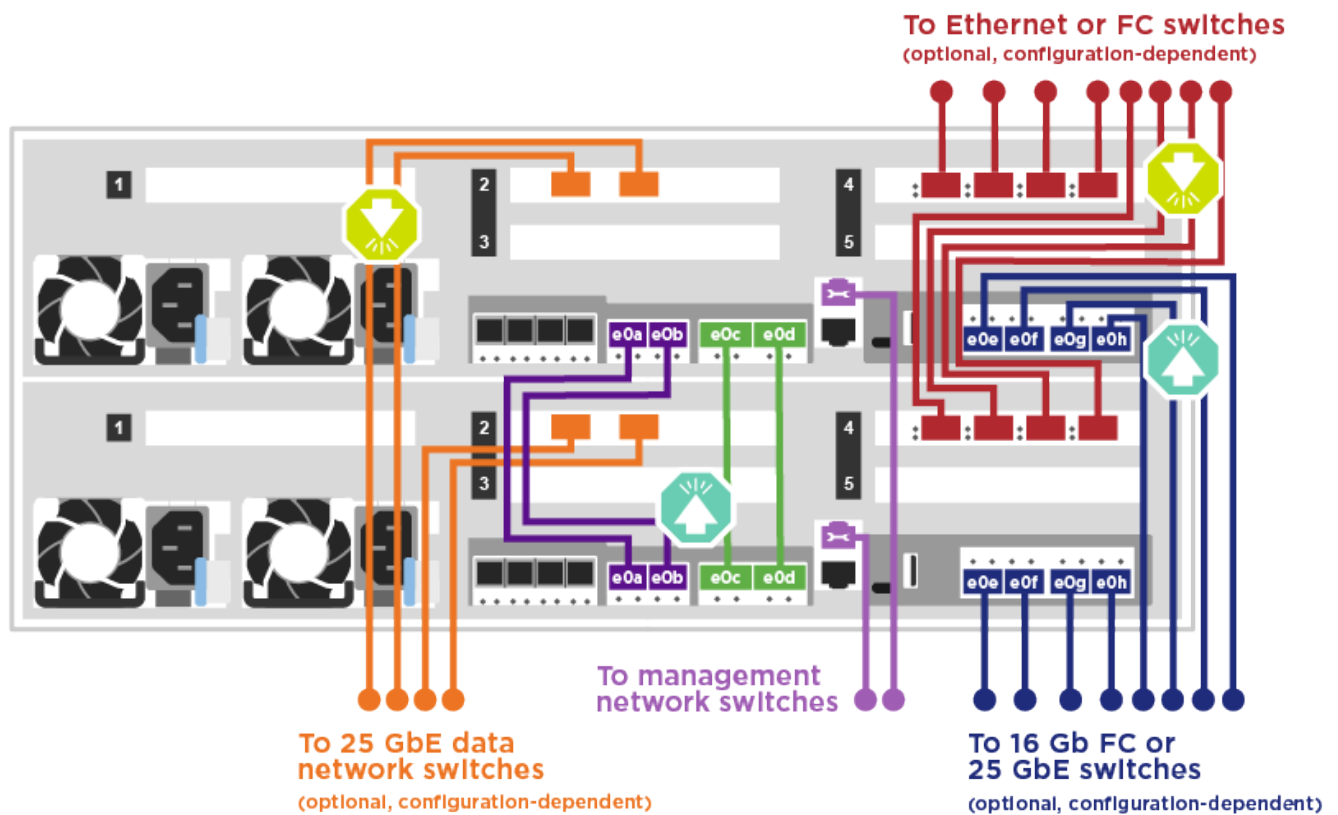 To Ethernet or FC switches
(optional, configuration-dependent)
1
2
4
3
5
e0a e0b e0c e0d
e0e e0f e0g e0h
1
2
4
3
5
e0a e0b e0c e0d
e0e e0f e0g e0h
To management
network switches
To 25 GbE data
network switches
(optional, configuration-dependent)
To 16 Gb FC or
25 GbE switches
(optional, configuration-dependent)